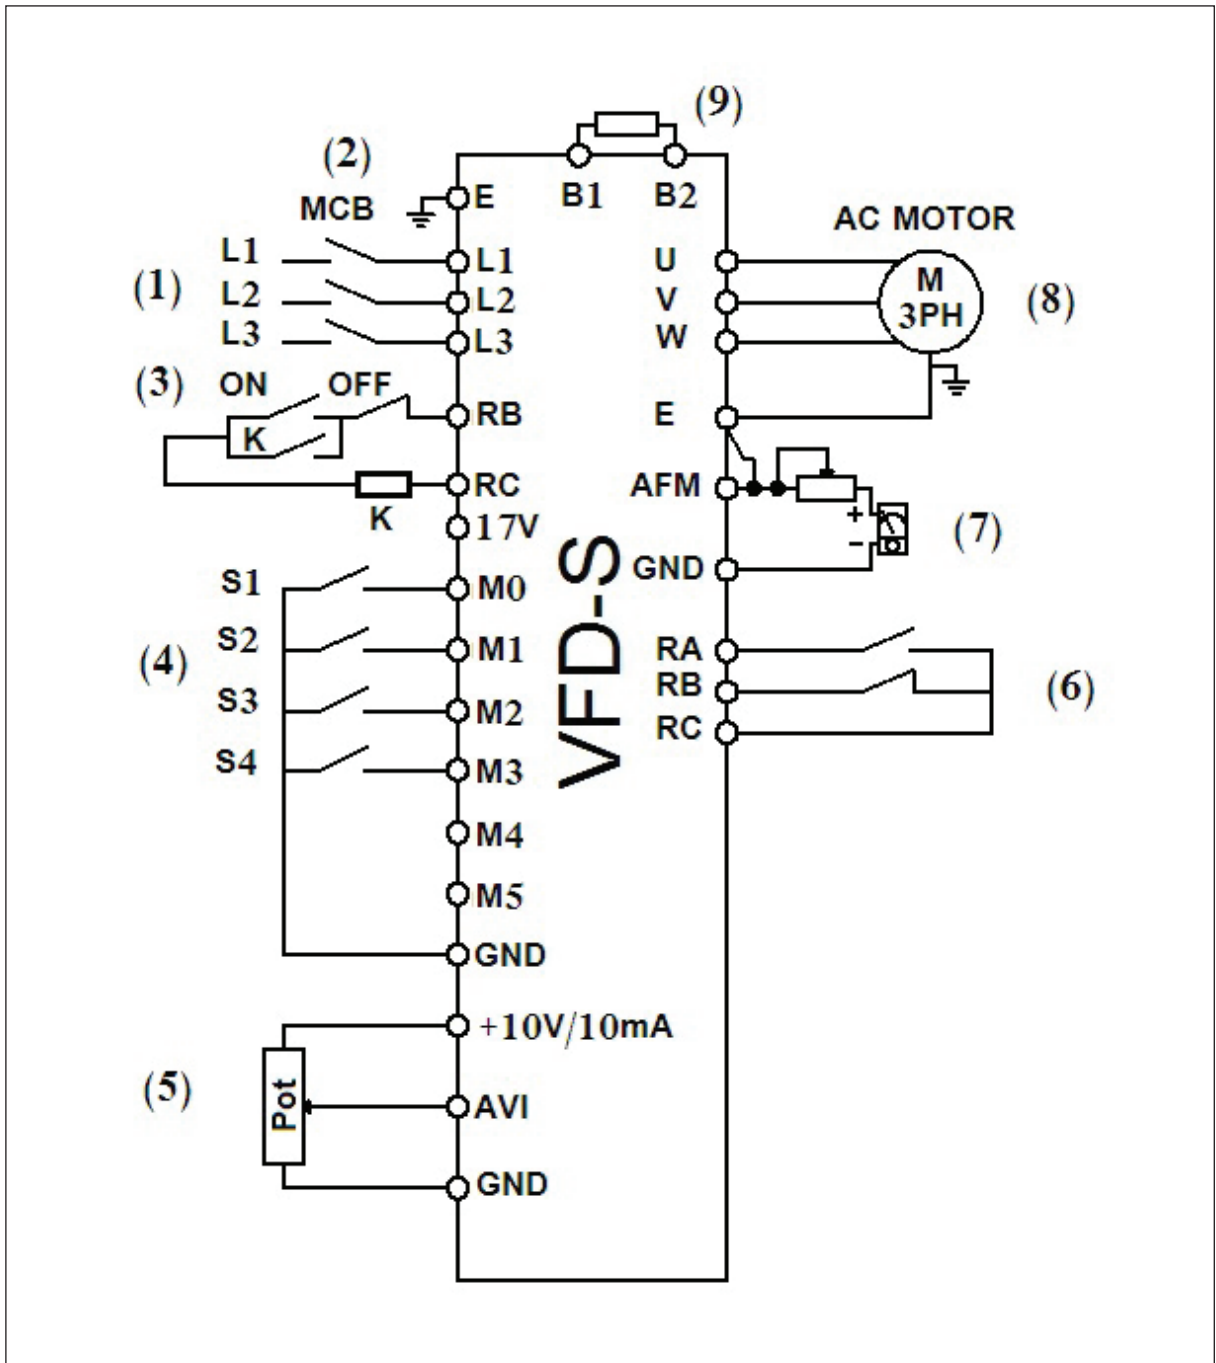 (9)
(2)
E
B1
B2
MCB
AC MOTOR
L1
L1
U
M
(1)
L2
L2
V
3PH
(8)
L3
L3
W
(3)
ON
OFF
K
RB
E
K
RC
AFM
17V
+
-
(7)
GND
VFD-S
S1
M0
S2
M1
RA
(4)
S3
M2
RB
(6)
S4
M3
RC
M4
M5
GND
+10V/10mA
(5)
Pot
AVI
GND